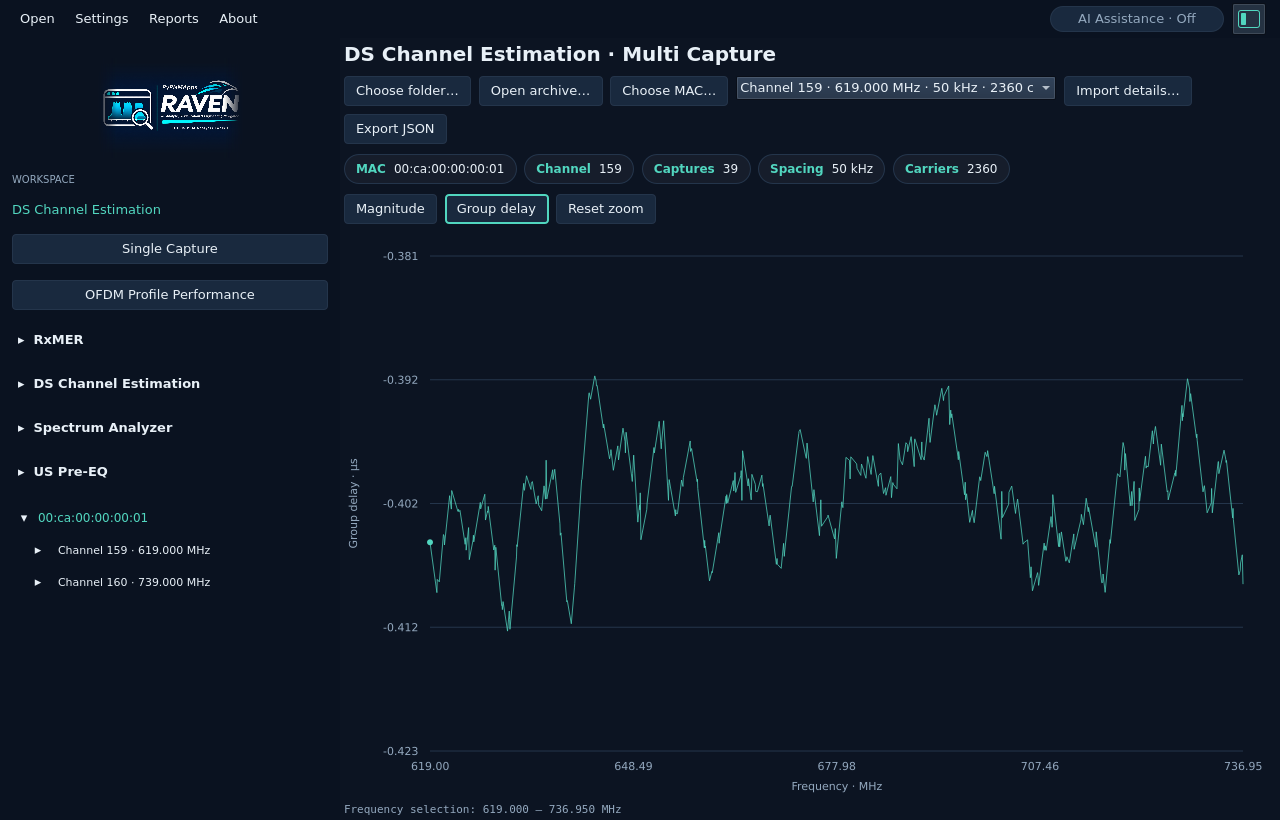 Open Settings Reports About
AI Assistance · Off
PyPNMApps
RAVEN
WORKSPACE
DS Channel Estimation
Single Capture
OFDM Profile Performance
▸ RxMER
▸ DS Channel Estimation
▸ Spectrum Analyzer
▸ US Pre-EQ
▾ 00:ca:00:00:00:01
▸ Channel 159 · 619.000 MHz
▸ Channel 160 · 739.000 MHz
DS Channel Estimation · Multi Capture
Choose folder... Open archive... Choose MAC... Channel 159 · 619.000 MHz · 50 kHz · 2360 c Import details...
Export JSON
MAC 00:ca:00:00:00:01 Channel 159 Captures 39 Spacing 50 kHz Carriers 2360
Magnitude Group delay Reset zoom
-0.381
-0.392
-0.402
-0.412
-0.423
Group delay · µs
619.00 648.49 677.98 707.46 736.95
Frequency · MHz
Frequency selection: 619.000 – 736.950 MHz